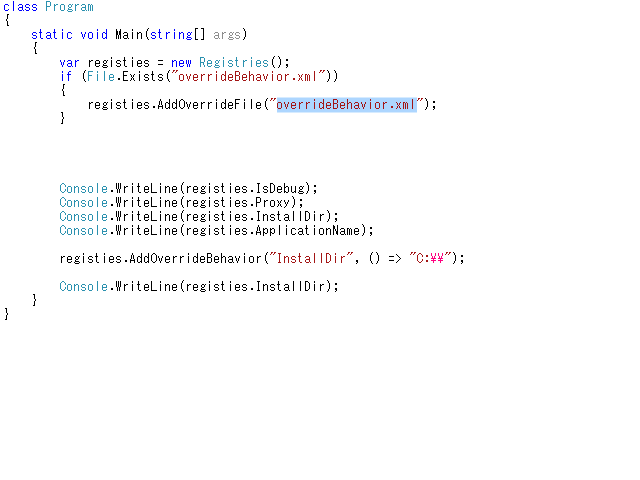 class Program
{
    static void Main(string[] args)
    {
        var registies = new Registries();
        if (File.Exists("overrideBehavior.xml"))
        {
            registies.AddOverrideFile("overrideBehavior.xml");
        }
        Console.WriteLine(registies.IsDebug);
        Console.WriteLine(registies.Proxy);
        Console.WriteLine(registies.InstallDir);
        Console.WriteLine(registies.ApplicationName);
        registies.AddOverrideBehavior("InstallDir", () => "C:¥¥");
        Console.WriteLine(registies.InstallDir);
    }
}